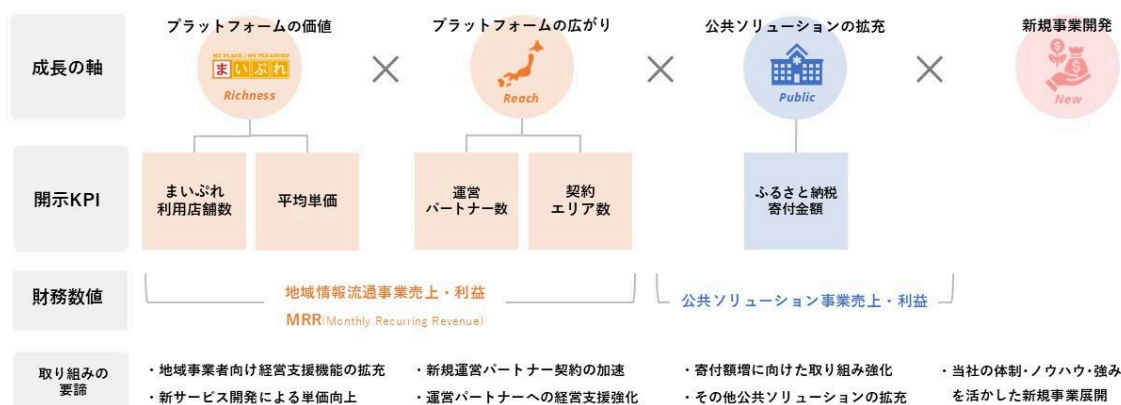 プラットフォームの価値
プラットフォームの広がり
公共ソリューションの拡充
新規事業開発
成長の軸
MY PLACE / MY PLEASURE
まいぷれ
Richness
Reach
Public
New
開示KPI
まいぷれ
利用店舗数
平均単価
運営
パートナー数
契約
エリア数
ふるさと納税
寄付金額
財務数値
地域情報流通事業売上・利益
MRR(Monthly Recurring Revenue)
公共ソリューション事業売上・利益
取り組みの
要諦
・地域事業者向け経営支援機能の拡充
・新サービス開発による単価向上
・新規運営パートナー契約の加速
・運営パートナーへの経営支援強化
・寄付額増に向けた取り組み強化
・その他公共ソリューションの拡充
・当社の体制・ノウハウ・強み
を活かした新規事業展開